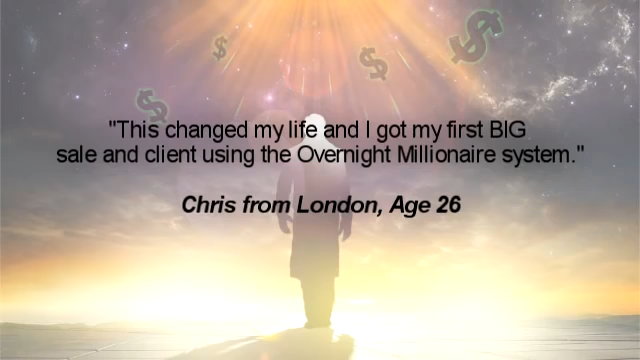 "This changed my life and I got my first BIG
sale and client using the Overnight Millionaire system."
Chris from London, Age 26